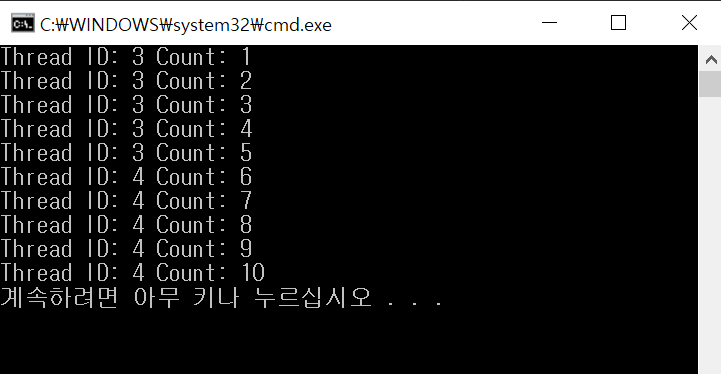 C:₩WINDOWS₩system32₩cmd.exe
Thread ID: 3 Count: 1
Thread ID: 3 Count: 2
Thread ID: 3 Count: 3
Thread ID: 3 Count: 4
Thread ID: 3 Count: 5
Thread ID: 4 Count: 6
Thread ID: 4 Count: 7
Thread ID: 4 Count: 8
Thread ID: 4 Count: 9
Thread ID: 4 Count: 10
계속하려면 아무 키나 누르십시오 . . .